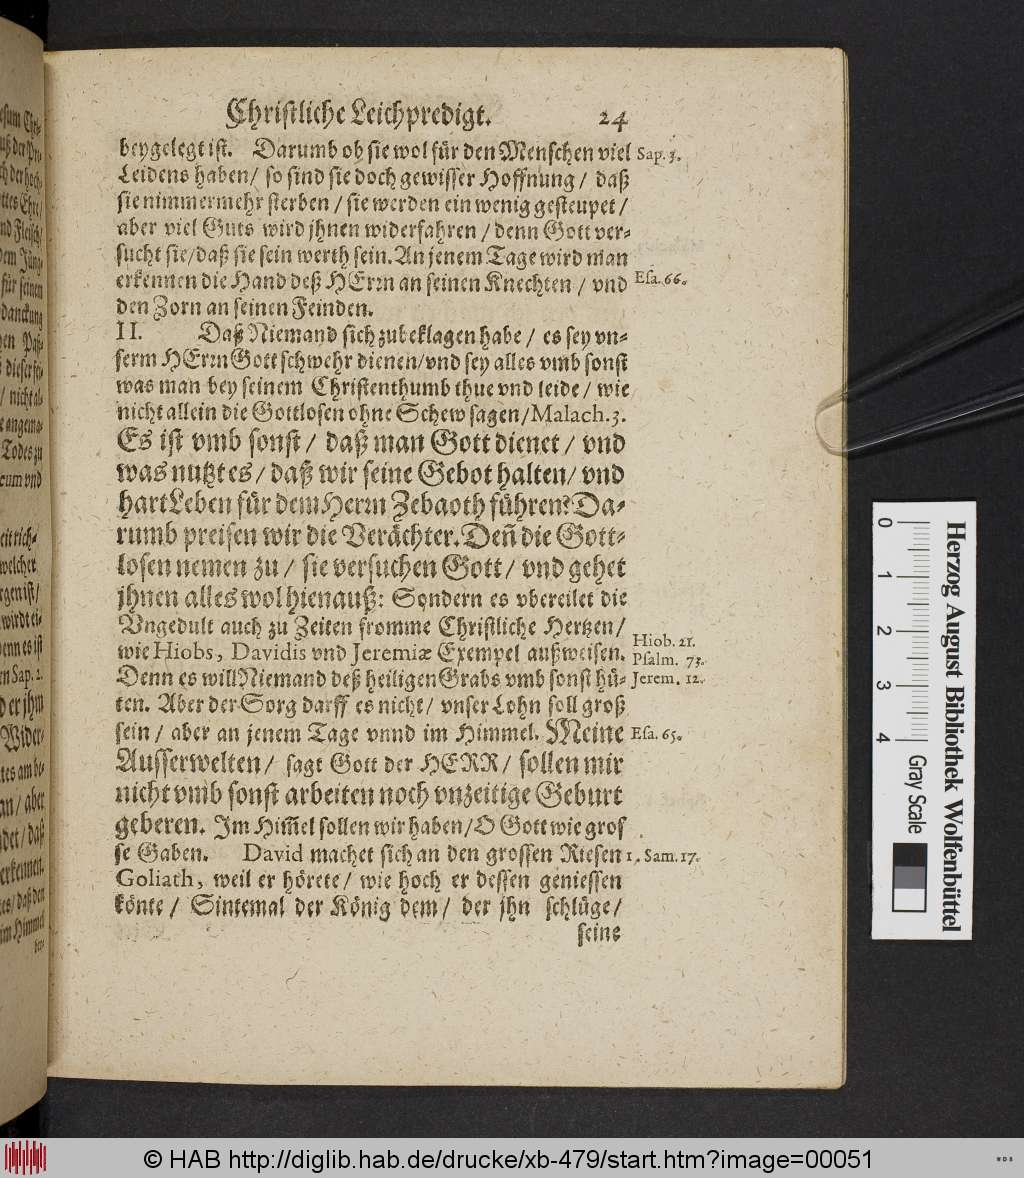 Christliche Leichpredigt. 24
beygelegt ist. Darumb ob sie wol für den Menschen viel Sap. 3.
Leidens haben/ so sind sie doch gewisser Hoffnung/ daß
sie nimmermehr sterben/ sie werden ein wenig gesteupet/
aber viel Guts wird jhnen widerfahren/ denn Gott ver-
sucht sie/ daß sie sein werth sein. An jenem Tage wird man
erkennen die Hand deß HErrn an seinen Knechten/ vnd Esa. 66.
den Zorn an seinen Feinden.
II. Daß Niemand sich zubeklagen habe/ es sey vn-
serm HErrn Gott schwehr dienen/ vnd sey alles vmb sonst
was man bey seinem Christenthumb thue vnd leide/ wie
nicht allein die Gottlosen ohne Schew sagen/ Malach. 3.
Es ist vmb sonst/ daß man Gott dienet/ vnd
was nutzt es/ daß wir seine Gebot halten/ vnd
hart Leben für dem Herrn Zebaoth führen? Da-
rumb preisen wir die Verächter. Deñ die Gott-
losen nemen zu/ sie versuchen Gott/ vnd gehet
jhnen alles wol hienauß: Sondern es vbereilet die
Vngedult auch zu Zeiten fromme Christliche Hertzen/
wie Hiobs, Davidis vnd Jeremiæ Exempel außweisen.
Hiob. 21.
Psalm. 73.
Denn es will Niemand deß heiligen Grabs vmb sonst hü- Jerem. 12.
ten. Aber der Sorg darff es nicht/ vnser Lohn soll groß
sein/ aber an jenem Tage vnnd im Himmel. Meine Esa. 65.
Ausserwelten/ sagt Gott der HERR/ sollen mir
nicht vmb sonst arbeiten noch vnzeitige Geburt
geberen. Im Him̃el sollen wir haben/ O Gott wie gros
se Gaben. David machet sich an den grossen Riesen 1. Sam. 17.
Goliath, weil er hörete/ wie hoch er dessen geniessen
könte/ Sintemal der König dem/ der jhn schlüge/
seine
Herzog August Bibliothek Wolfenbüttel
0 1 2 3 4 Gray Scale
© HAB http://diglib.hab.de/drucke/xb-479/start.htm?image=00051